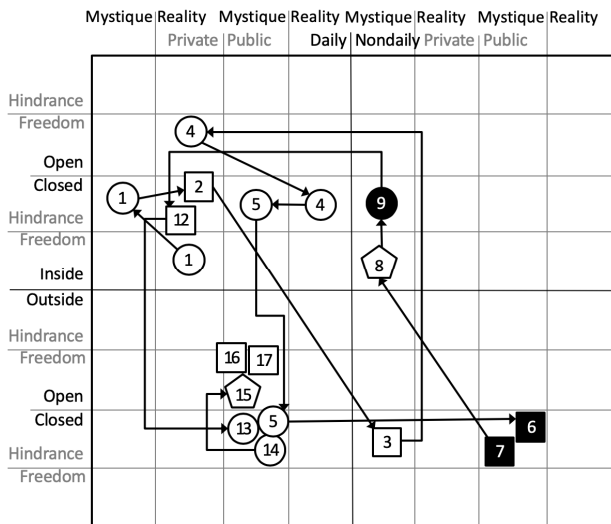 Mystique Reality Mystique Reality Mystique Reality Mystique Reality
Private Public Daily Nondaily Private Public
Hindrance
Freedom
4
Open
Closed
2
1
5
4
9
12
Hindrance
Freedom
1
8
Inside
Outside
Hindrance
Freedom
16
17
15
Open
Closed
13
5
6
3
14
7
Hindrance
Freedom